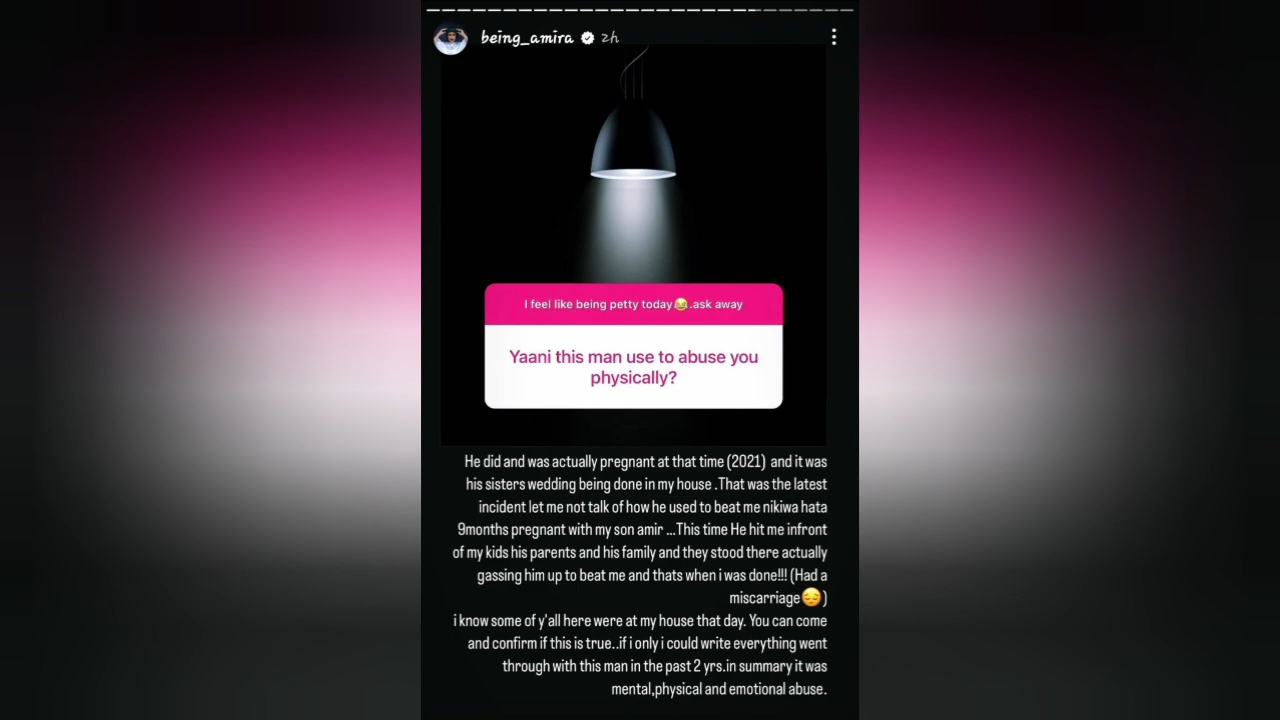 being_amira 2h
I feel like being petty today😂.ask away
Yaani this man use to abuse you
physically?
He did and was actually pregnant at that time (2021) and it was
his sisters wedding being done in my house .That was the latest
incident let me not talk of how he used to beat me nikiwa hata
9months pregnant with my son amir ...This time He hit me infront
of my kids his parents and his family and they stood there actually
gassing him up to beat me and thats when i was done!!! (Had a
miscarriage😔)
i know some of y'all here were at my house that day. You can come
and confirm if this is true..if i only i could write everything went
through with this man in the past 2 yrs.in summary it was
mental,physical and emotional abuse.